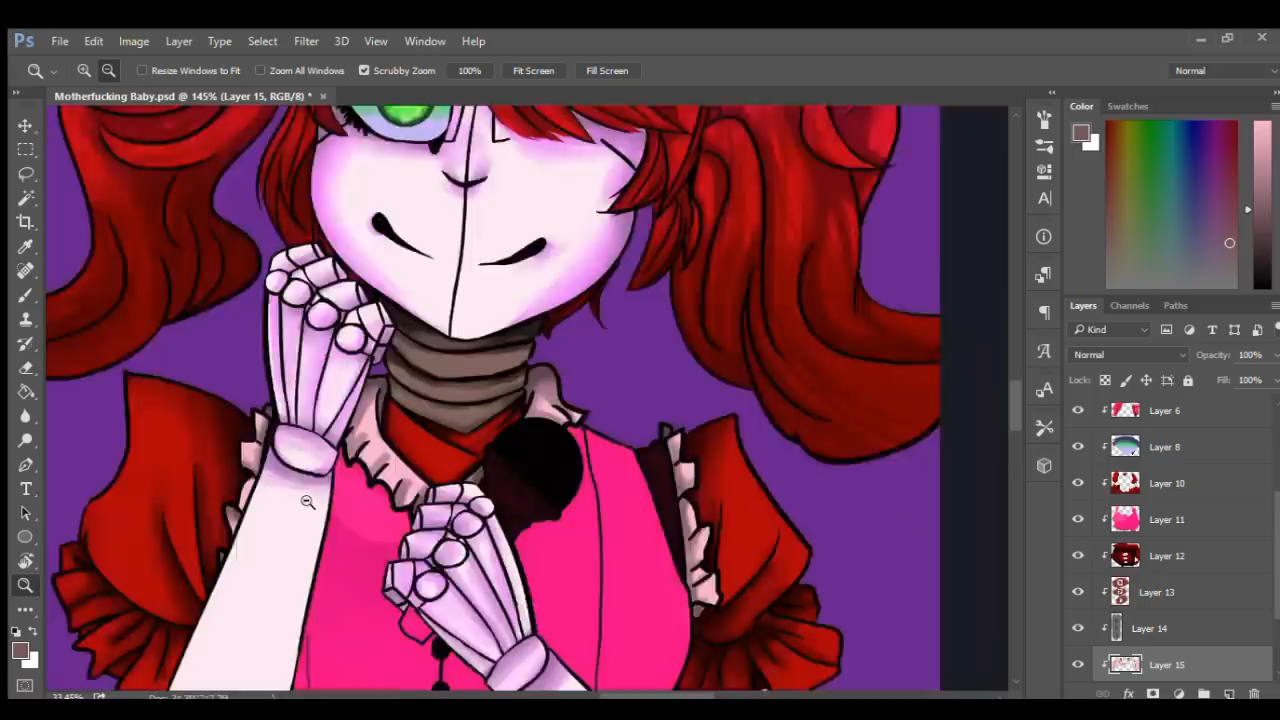 Ps File Edit Image Layer Type Select Filter 3D View Window Help
Resize Windows to Fit Zoom All Windows Scrubby Zoom 100% Fit Screen Fill Screen Normal
Motherfucking Baby.psd @ 145% (Layer 15, RGB/8) * ×
Color Swatches
Layers Channels Paths
Kind
Normal Opacity: 100%
Lock: Fill: 100%
Layer 6
Layer 8
Layer 10
Layer 11
Layer 12
Layer 13
Layer 14
Layer 15
33.45%
fx